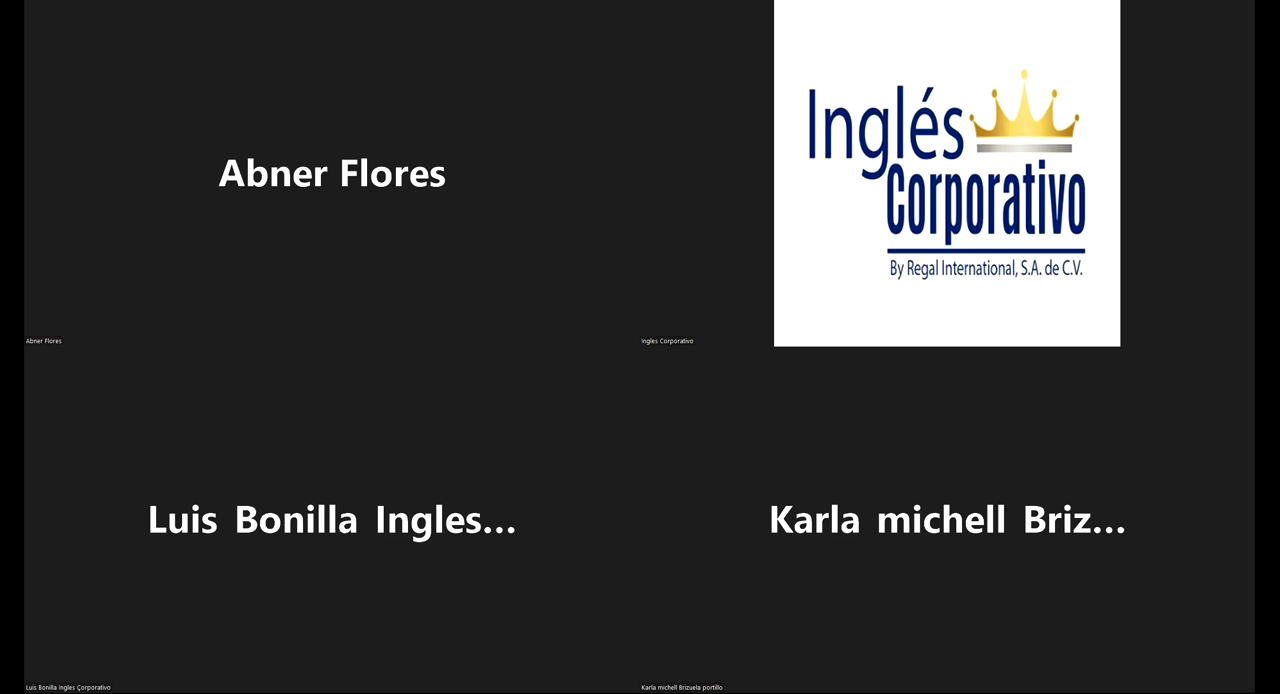 Abner Flores
Inglés
Corporativo
By Regal International, S.A. de C.V.
Abner Flores
Ingles Corporativo
Luis Bonilla Ingles...
Karla michell Briz...
Luis Bonilla Ingles Corporativo
Karla michell Brizuela portillo